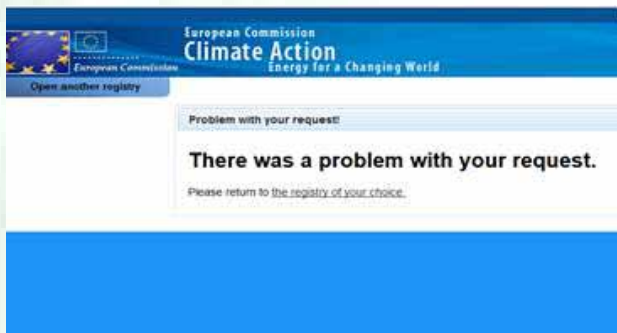 European Commission
Climate Action
Energy for a Changing World
European Commission
Open another registry
Problem with your request!
There was a problem with your request.
Please return to the registry of your choice.